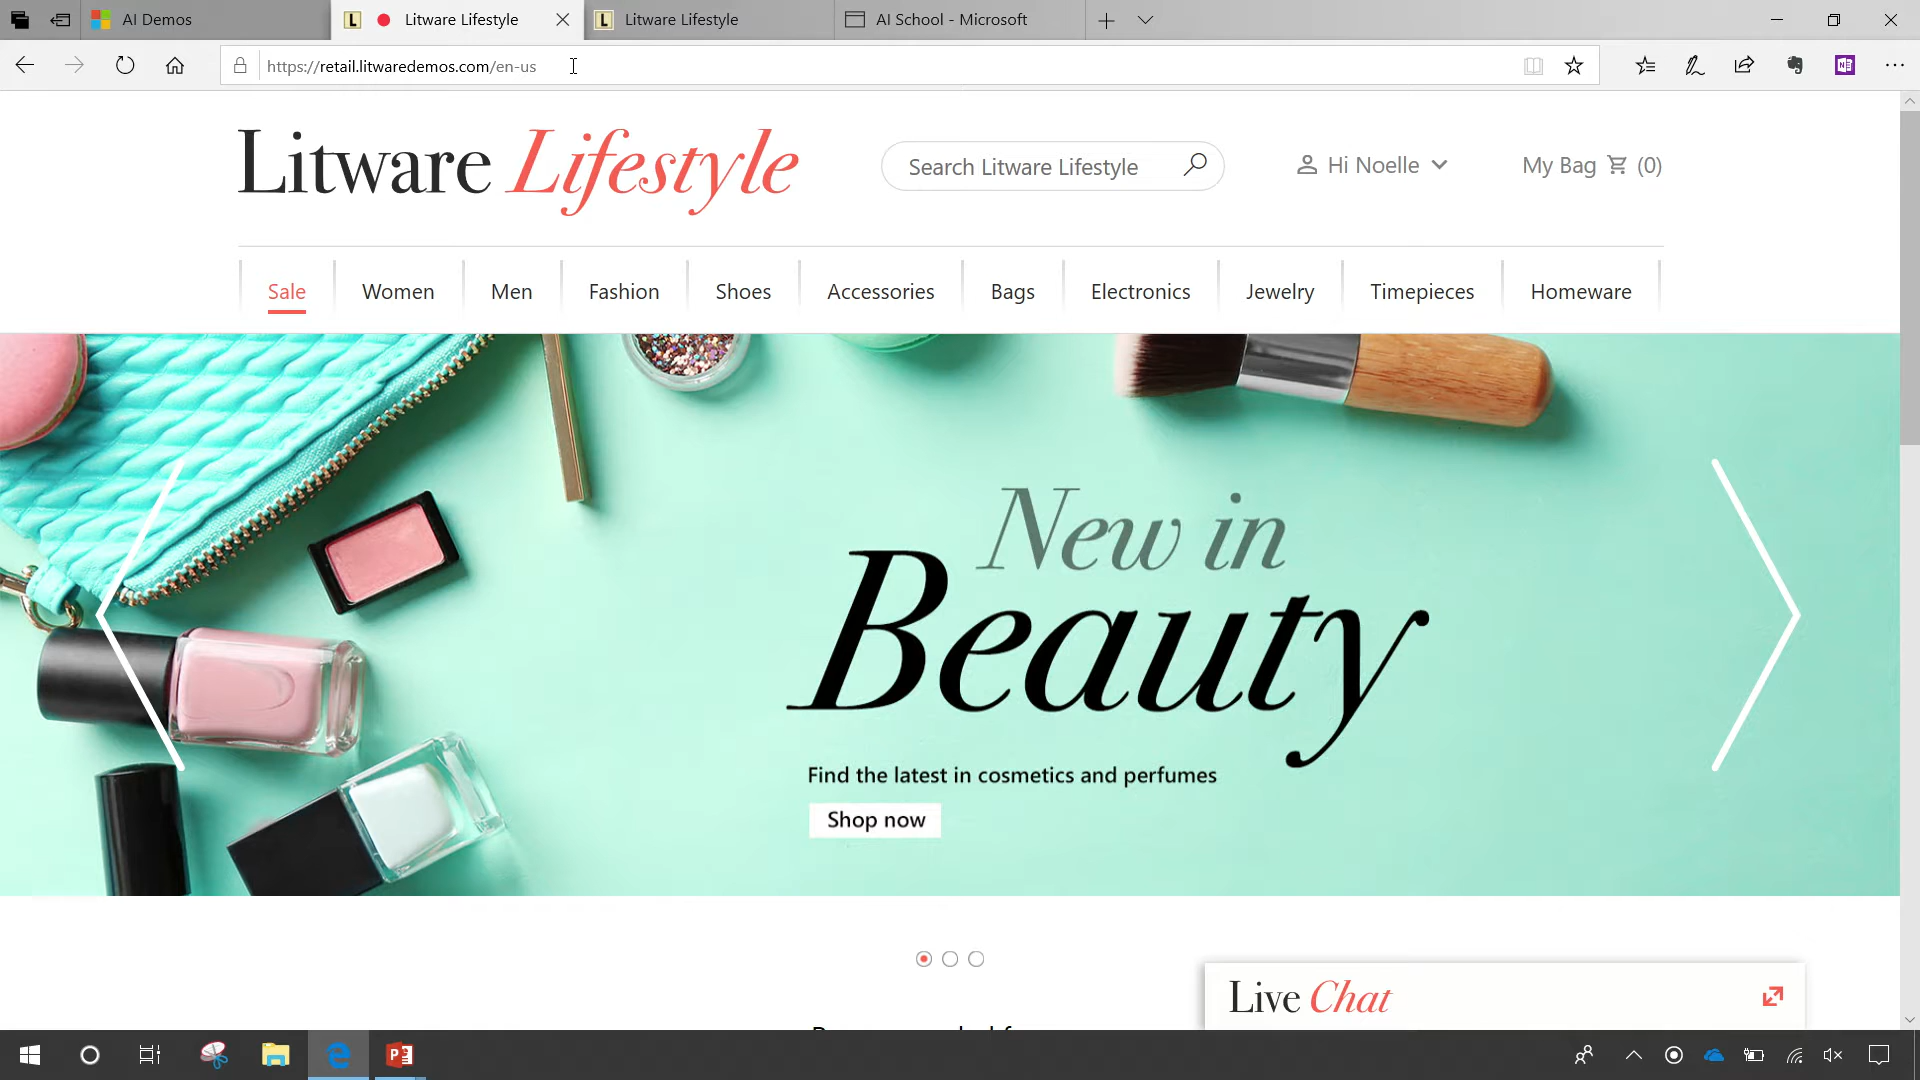 AI Demos
L Litware Lifestyle
L Litware Lifestyle
AI School - Microsoft
https://retail.litwaredemos.com/en-us
Litware Lifestyle
Search Litware Lifestyle
Hi Noelle
My Bag (0)
Sale Women Men Fashion Shoes Accessories Bags Electronics Jewelry Timepieces Homeware
New in
Beauty
Find the latest in cosmetics and perfumes
Shop now
Live Chat